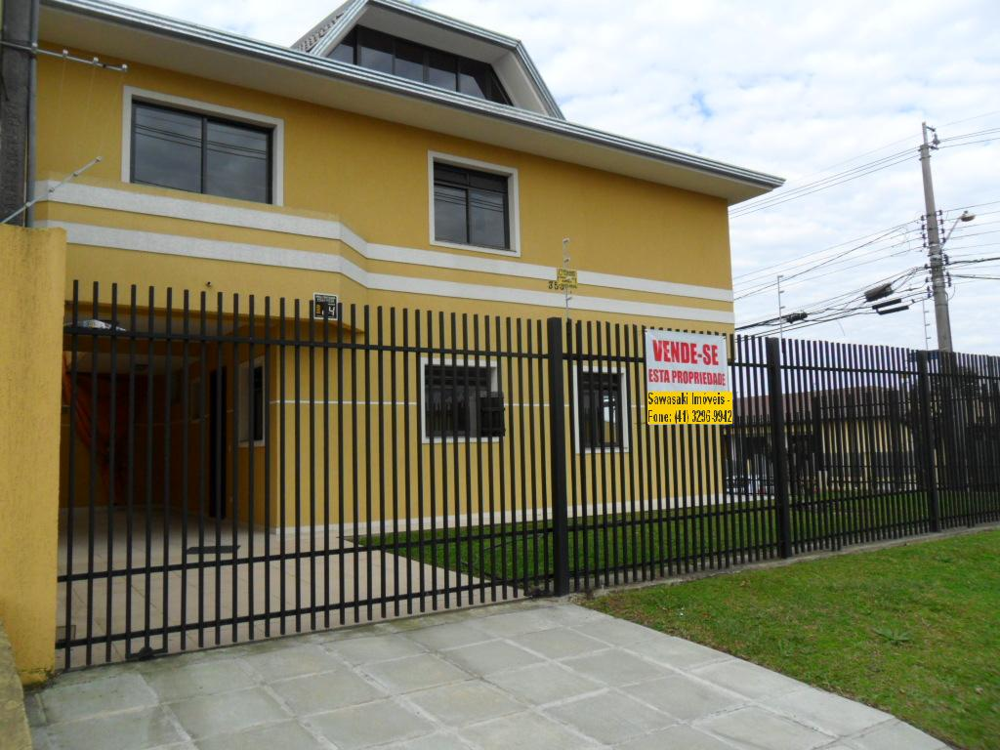 VENDE-SE
ESTA PROPRIEDADE
Sawasaki Imoveis -
Fone: (41) 3296-9942